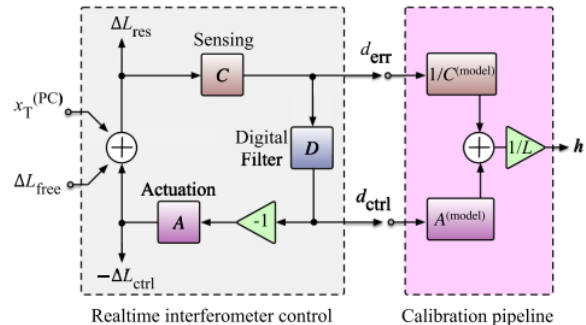 ΔL_res
Sensing
C
d_err
1/C^(model)
x_T^(PC)
Digital
Filter
D
1/L
h
ΔL_free
Actuation
A
-1
d_ctrl
A^(model)
−ΔL_ctrl
Realtime interferometer control
Calibration pipeline